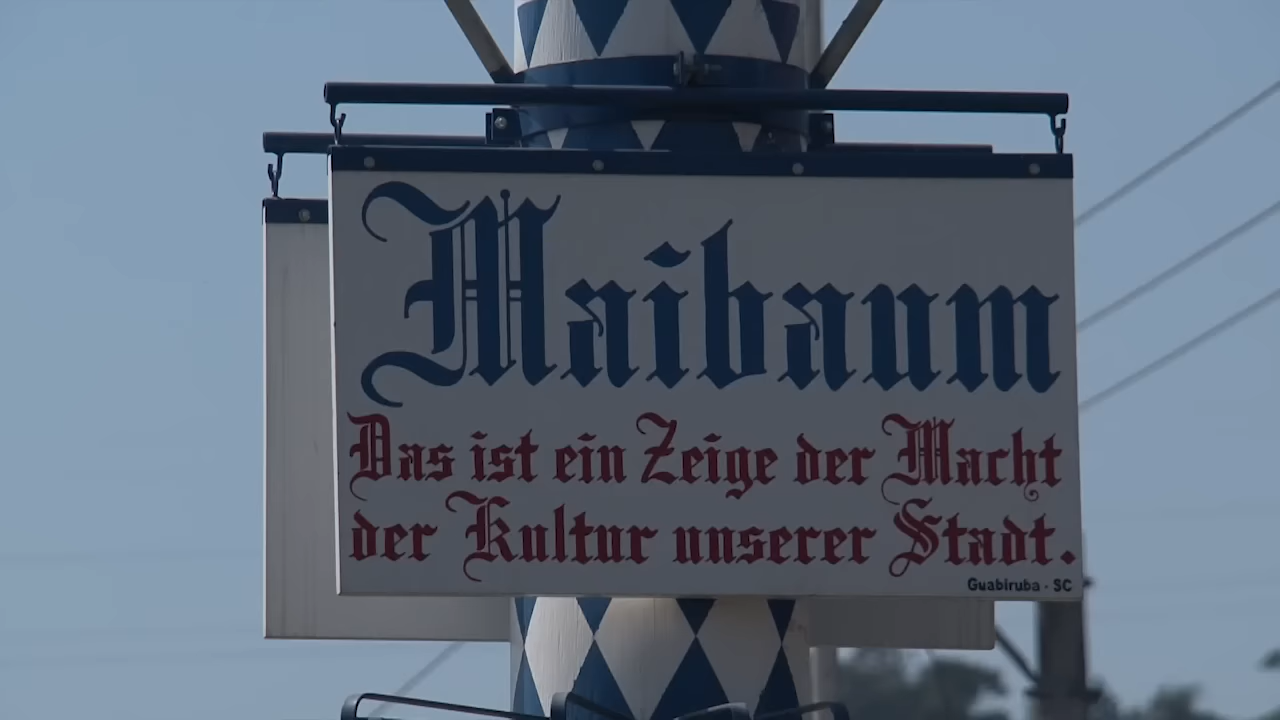 Maibaum
Das ist ein Zeige der Macht
der Kultur unserer Stadt.
Guabiruba - SC